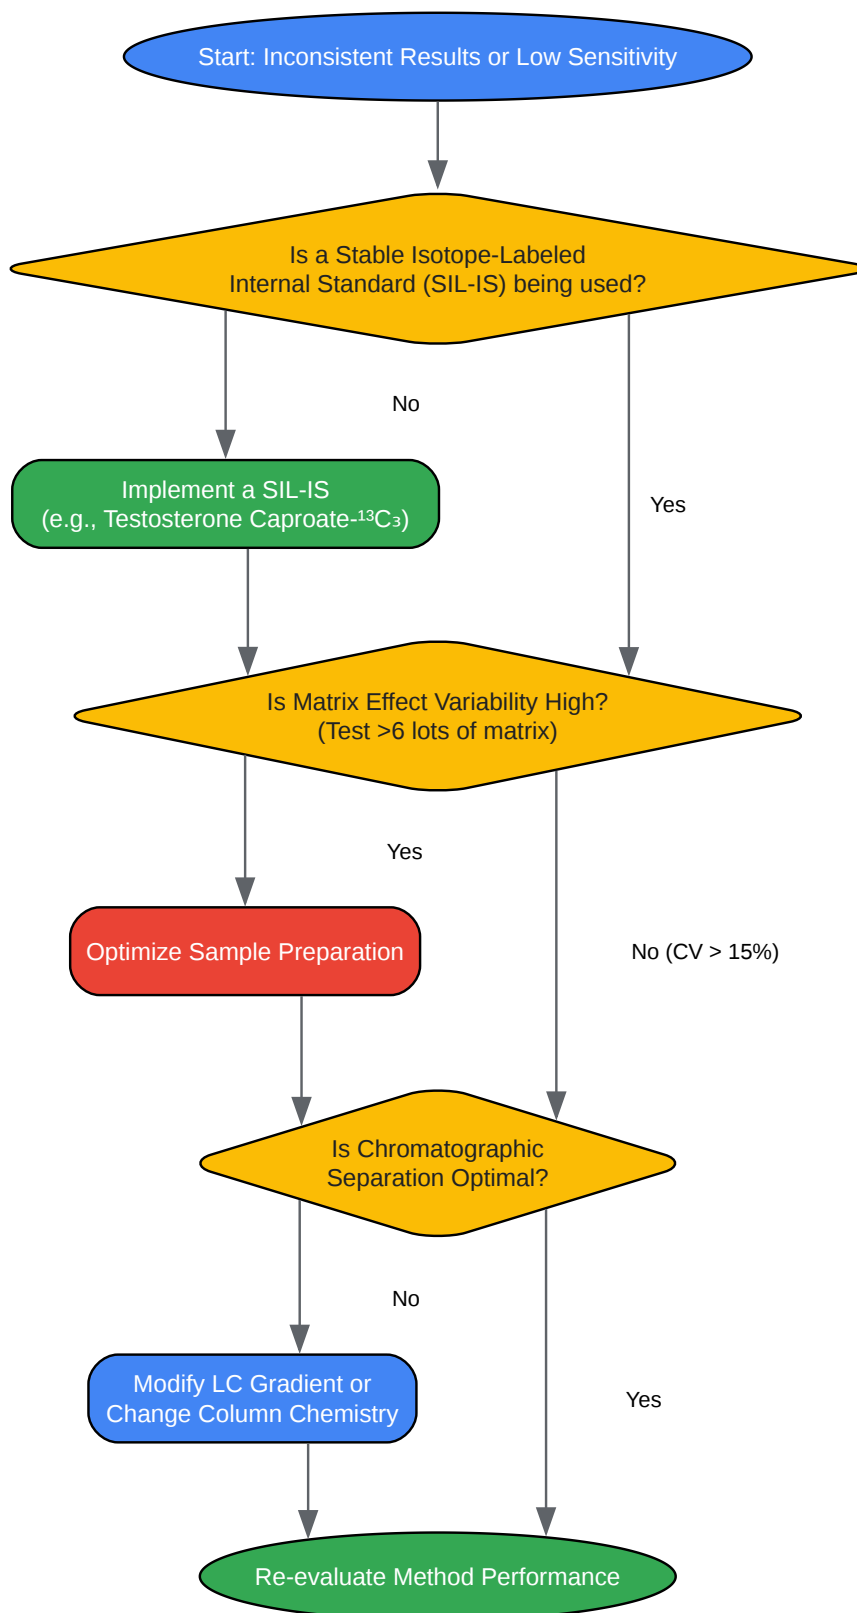 Start: Inconsistent Results or Low Sensitivity
Is a Stable Isotope-Labeled
Internal Standard (SIL-IS) being used?
No
Implement a SIL-IS
(e.g., Testosterone Caproate-¹³C₃)
Yes
Is Matrix Effect Variability High?
(Test >6 lots of matrix)
Yes
Optimize Sample Preparation
No (CV > 15%)
Is Chromatographic
Separation Optimal?
No
Modify LC Gradient or
Change Column Chemistry
Yes
Re-evaluate Method Performance